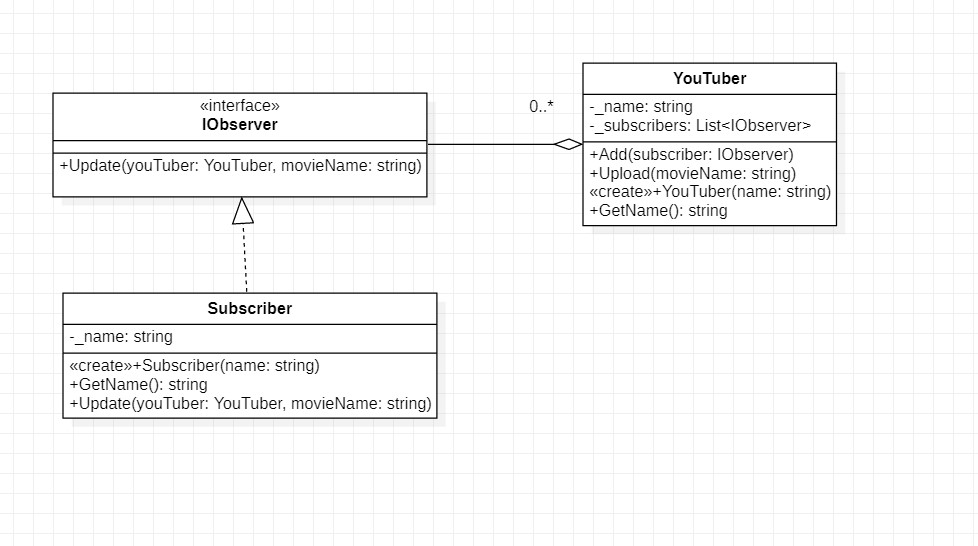 «interface»
IObserver
+Update(youTuber: YouTuber, movieName: string)
0..*
YouTuber
-_name: string
-_subscribers: List<IObserver>
+Add(subscriber: IObserver)
+Upload(movieName: string)
«create»+YouTuber(name: string)
+GetName(): string
Subscriber
-_name: string
«create»+Subscriber(name: string)
+GetName(): string
+Update(youTuber: YouTuber, movieName: string)